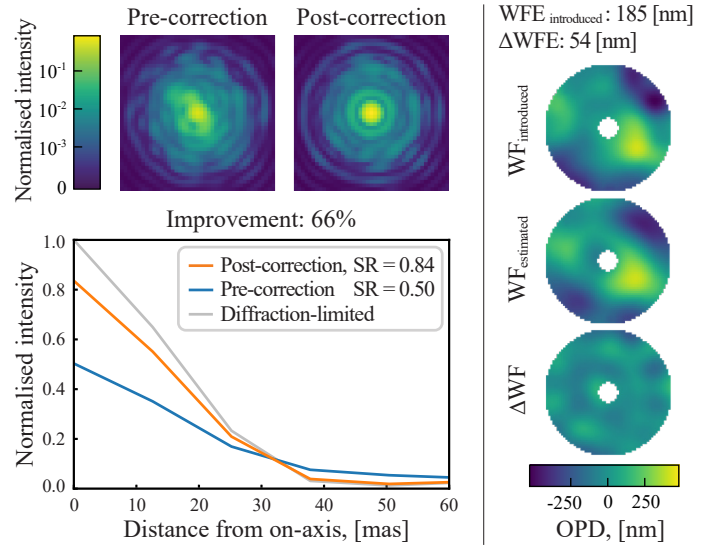 Pre-correction
Post-correction
Normalised intensity
10-1
10-2
10-3
0
Improvement: 66%
Normalised intensity
1.0
0.8
0.6
0.4
0.2
0.0
Post-correction, SR = 0.84
Pre-correction SR = 0.50
Diffraction-limited
0 10 20 30 40 50 60
Distance from on-axis, [mas]
WFE introduced : 185 [nm]
ΔWFE: 54 [nm]
WF introduced
WF estimated
ΔWF
-250 0 250
OPD, [nm]